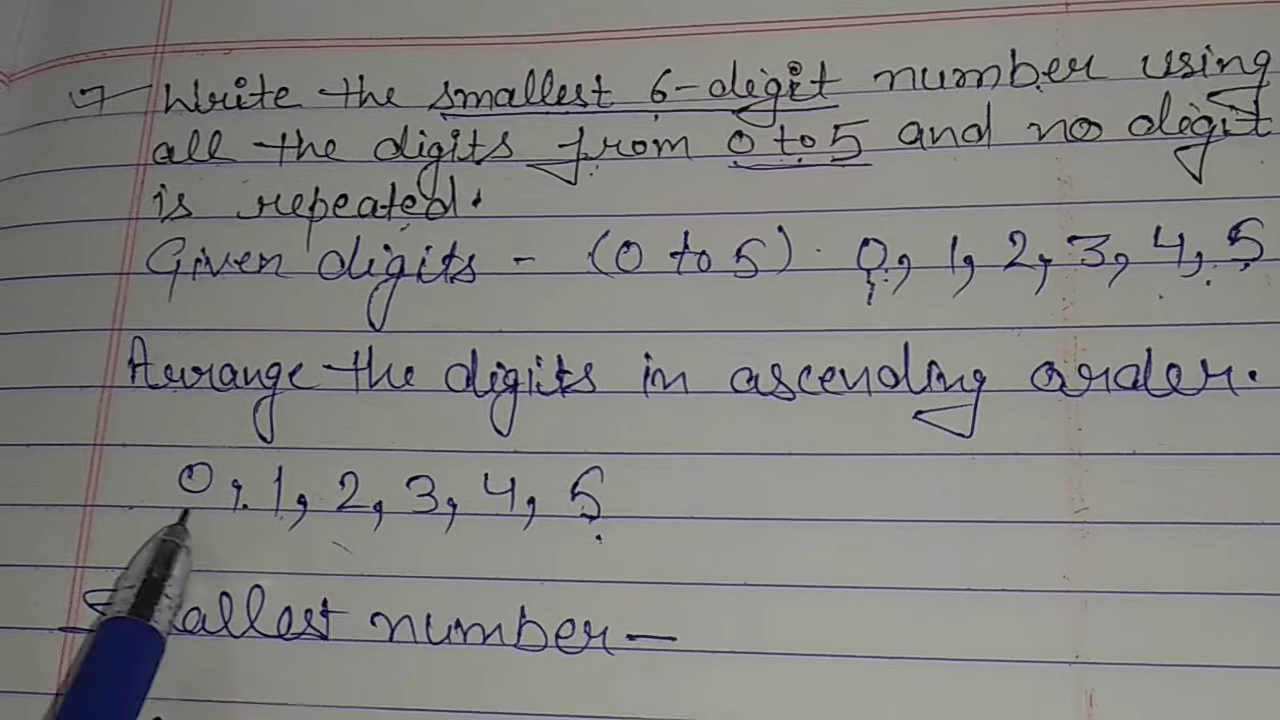 7 Write the smallest 6-digit number using
all the digits from 0 to 5 and no digit
is repeated.
Given digits - (0 to 5). 0, 1, 2, 3, 4, 5
Arrange the digits in ascending order.
0, 1, 2, 3, 4, 5
number-